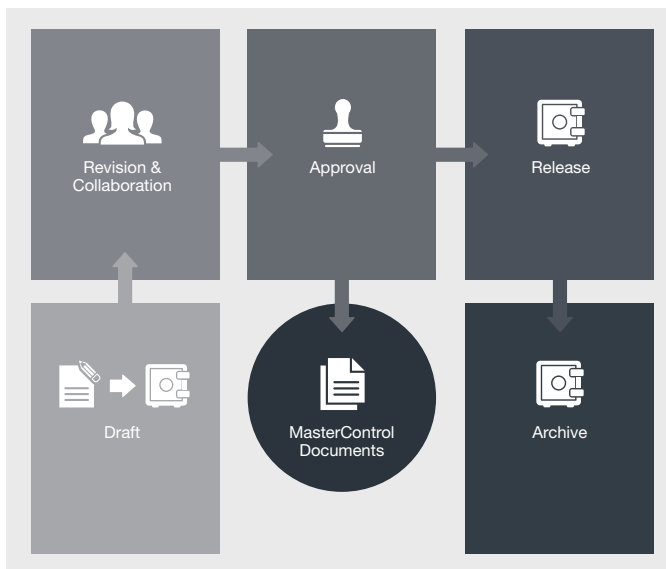 Revision &
Collaboration
Approval
Release
Draft
MasterControl
Documents
Archive